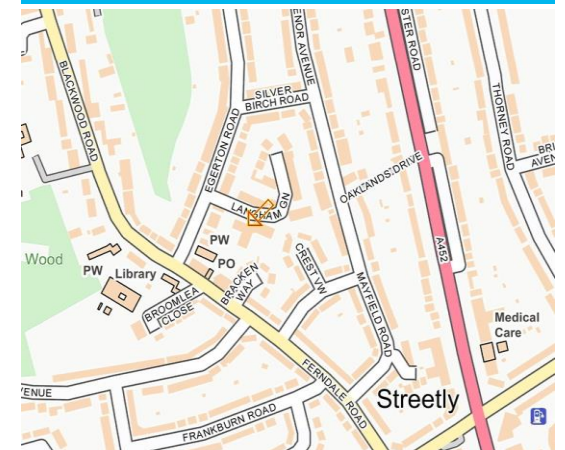 ENOR AVENUE
STER ROAD
BLACKWOOD ROAD
THORNEY ROAD
SILVER
BIRCH ROAD
EGERTON ROAD
BRI
AVEN
OAKLANDS DRIVE
LANGHAM GN
A452
PW
PO
CREST VW
Wood
PW
Library
BROOMLEA
CLOSE
BRACKEN
WAY
MAYFIELD ROAD
Medical
Care
FERNDALE ROAD
VENUE
Streetly
FRANKBURN ROAD